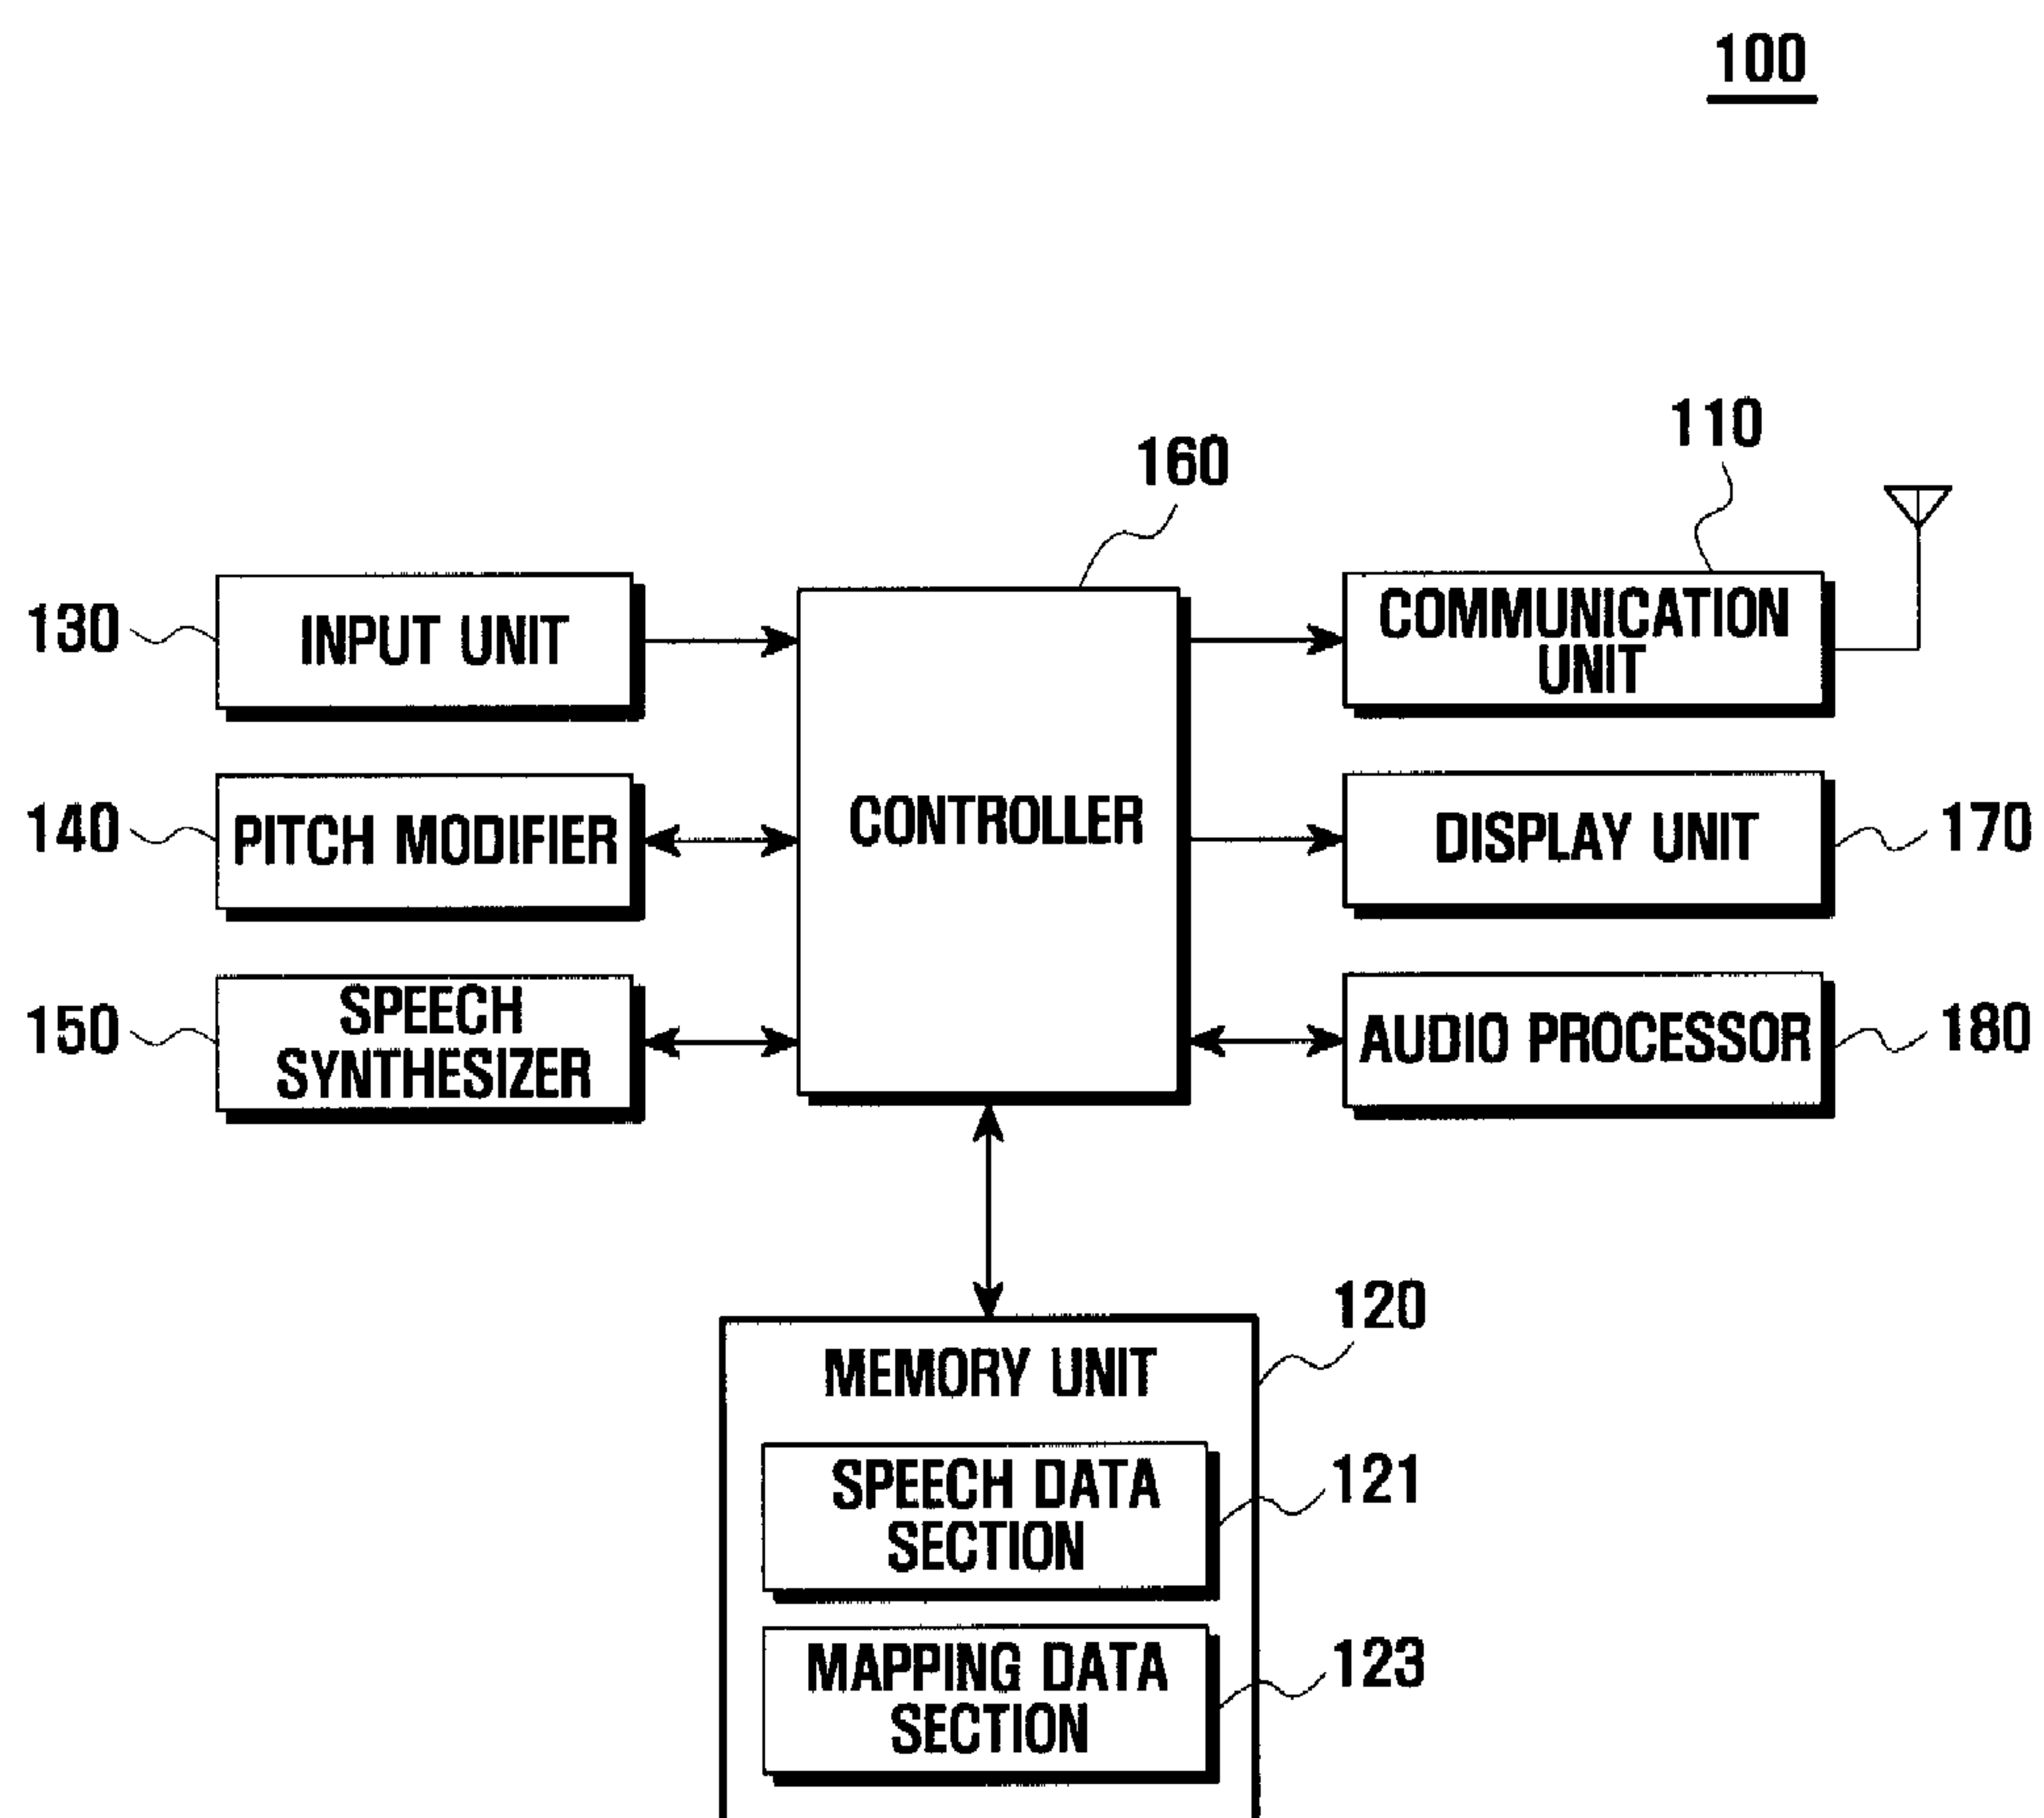 100
110
160
130
INPUT UNIT
COMMUNICATION
UNIT
140
PITCH MODIFIER
CONTROLLER
DISPLAY UNIT
170
150
SPEECH
SYNTHESIZER
AUDIO PROCESSOR
180
120
MEMORY UNIT
SPEECH DATA
SECTION
121
MAPPING DATA
SECTION
123